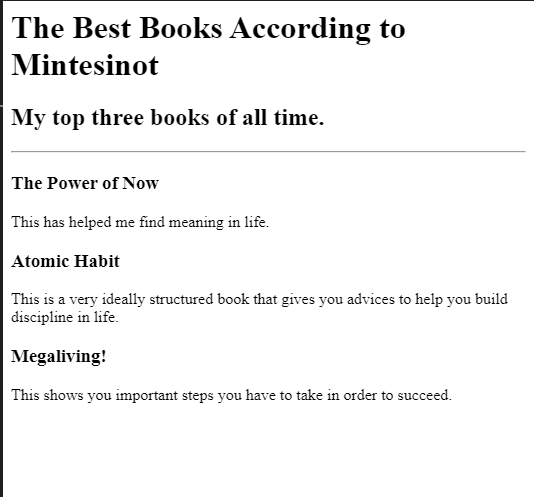 The Best Books According to
Mintesinot
My top three books of all time.
The Power of Now
This has helped me find meaning in life.
Atomic Habit
This is a very ideally structured book that gives you advices to help you build
discipline in life.
Megaliving!
This shows you important steps you have to take in order to succeed.